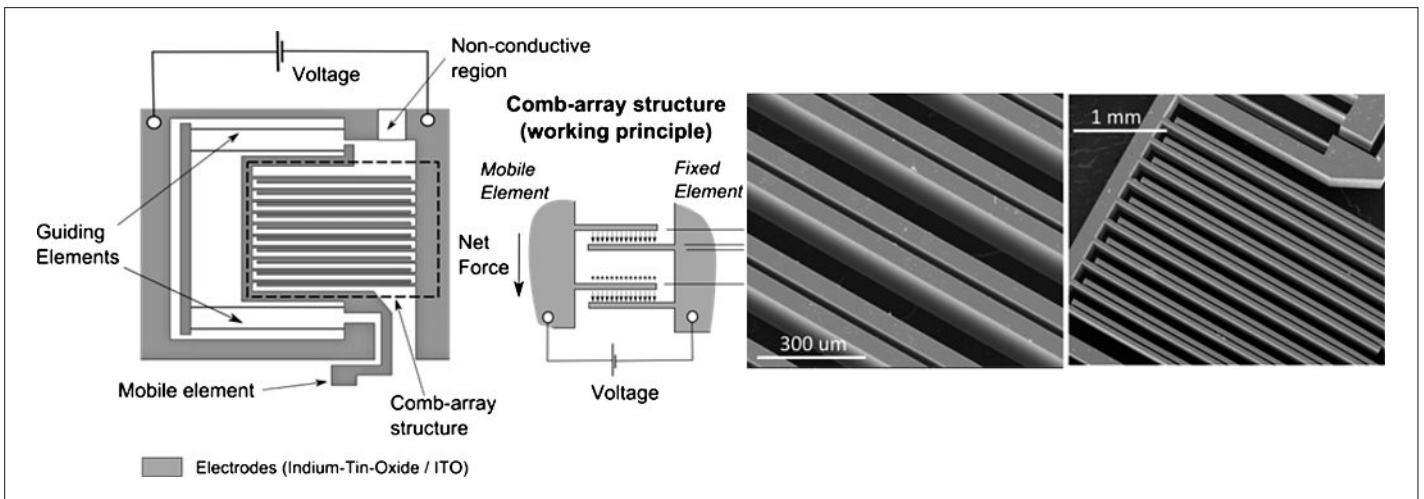 Voltage
Non-conductive
region
Guiding
Elements
Mobile element
Comb-array
structure
Electrodes (Indium-Tin-Oxide / ITO)
Comb-array structure
(working principle)
Mobile
Element
Fixed
Element
Net
Force
Voltage
300 um
1 mm